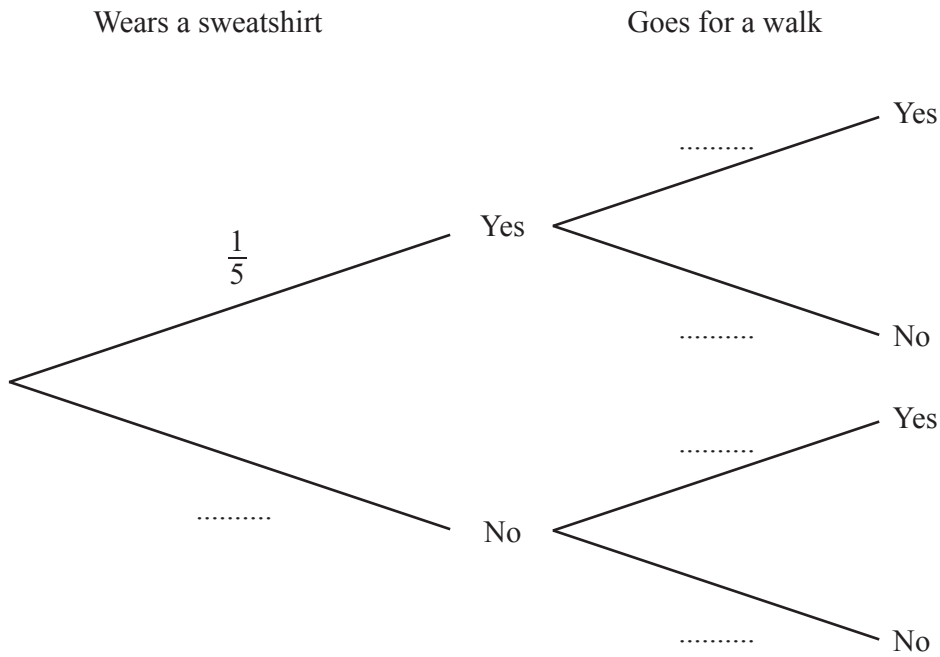 Wears a sweatshirt Goes for a walk
Yes
..........
1/5
Yes
..........
No
Yes
..........
..........
No
..........
No